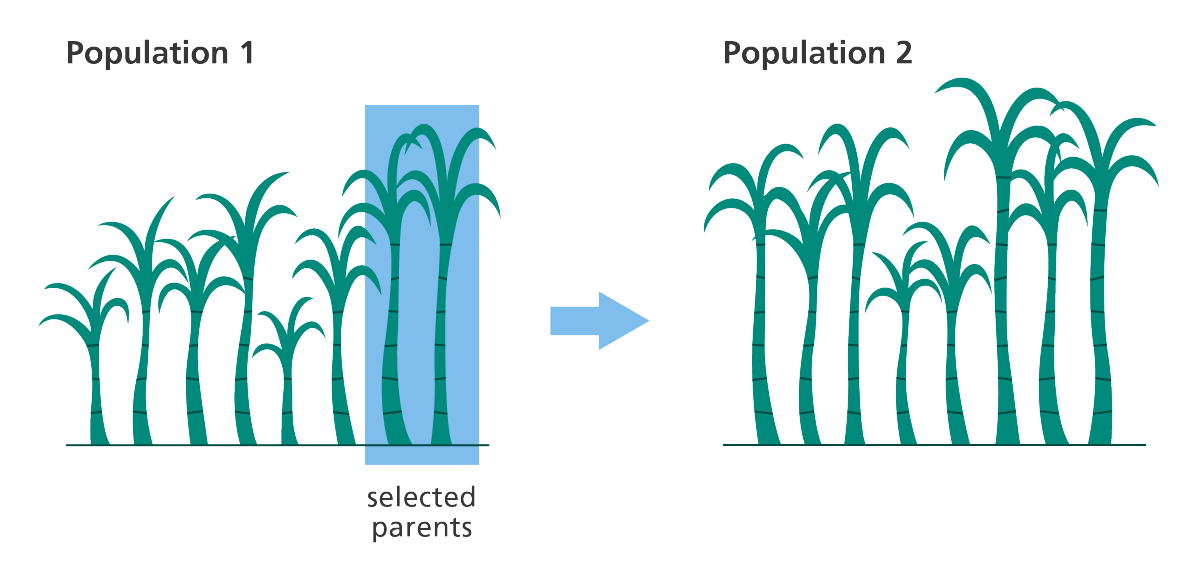 Population 1
Population 2
selected
parents